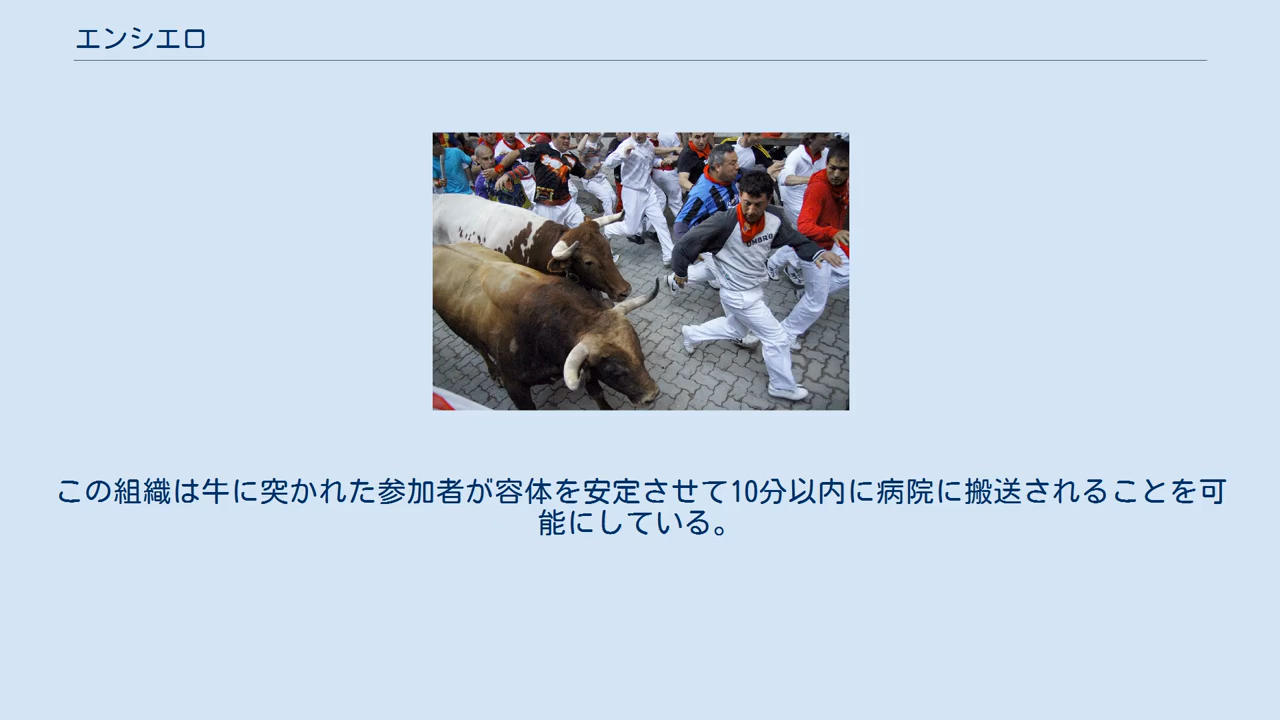 エンシエロ
UMBRO
この組織は牛に突かれた参加者が容体を安定させて10分以内に病院に搬送されることを可
能にしている。